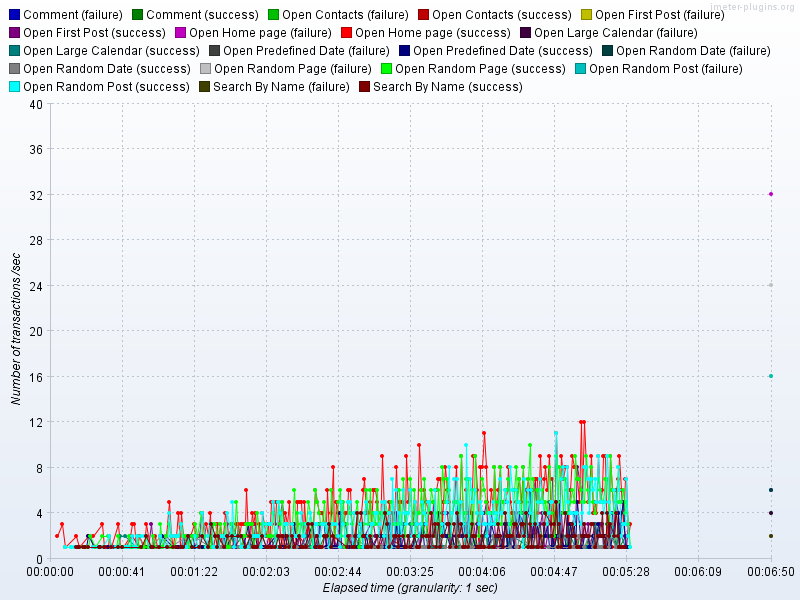 jmeter-plugins.org
Comment (failure) Comment (success) Open Contacts (failure) Open Contacts (success) Open First Post (failure)
Open First Post (success) Open Home page (failure) Open Home page (success) Open Large Calendar (failure)
Open Large Calendar (success) Open Predefined Date (failure) Open Predefined Date (success) Open Random Date (failure)
Open Random Date (success) Open Random Page (failure) Open Random Page (success) Open Random Post (failure)
Open Random Post (success) Search By Name (failure) Search By Name (success)
40
36
32
28
24
20
16
12
8
4
0
Number of transactions /sec
00:00:00 00:00:41 00:01:22 00:02:03 00:02:44 00:03:25 00:04:06 00:04:47 00:05:28 00:06:09 00:06:50
Elapsed time (granularity: 1 sec)